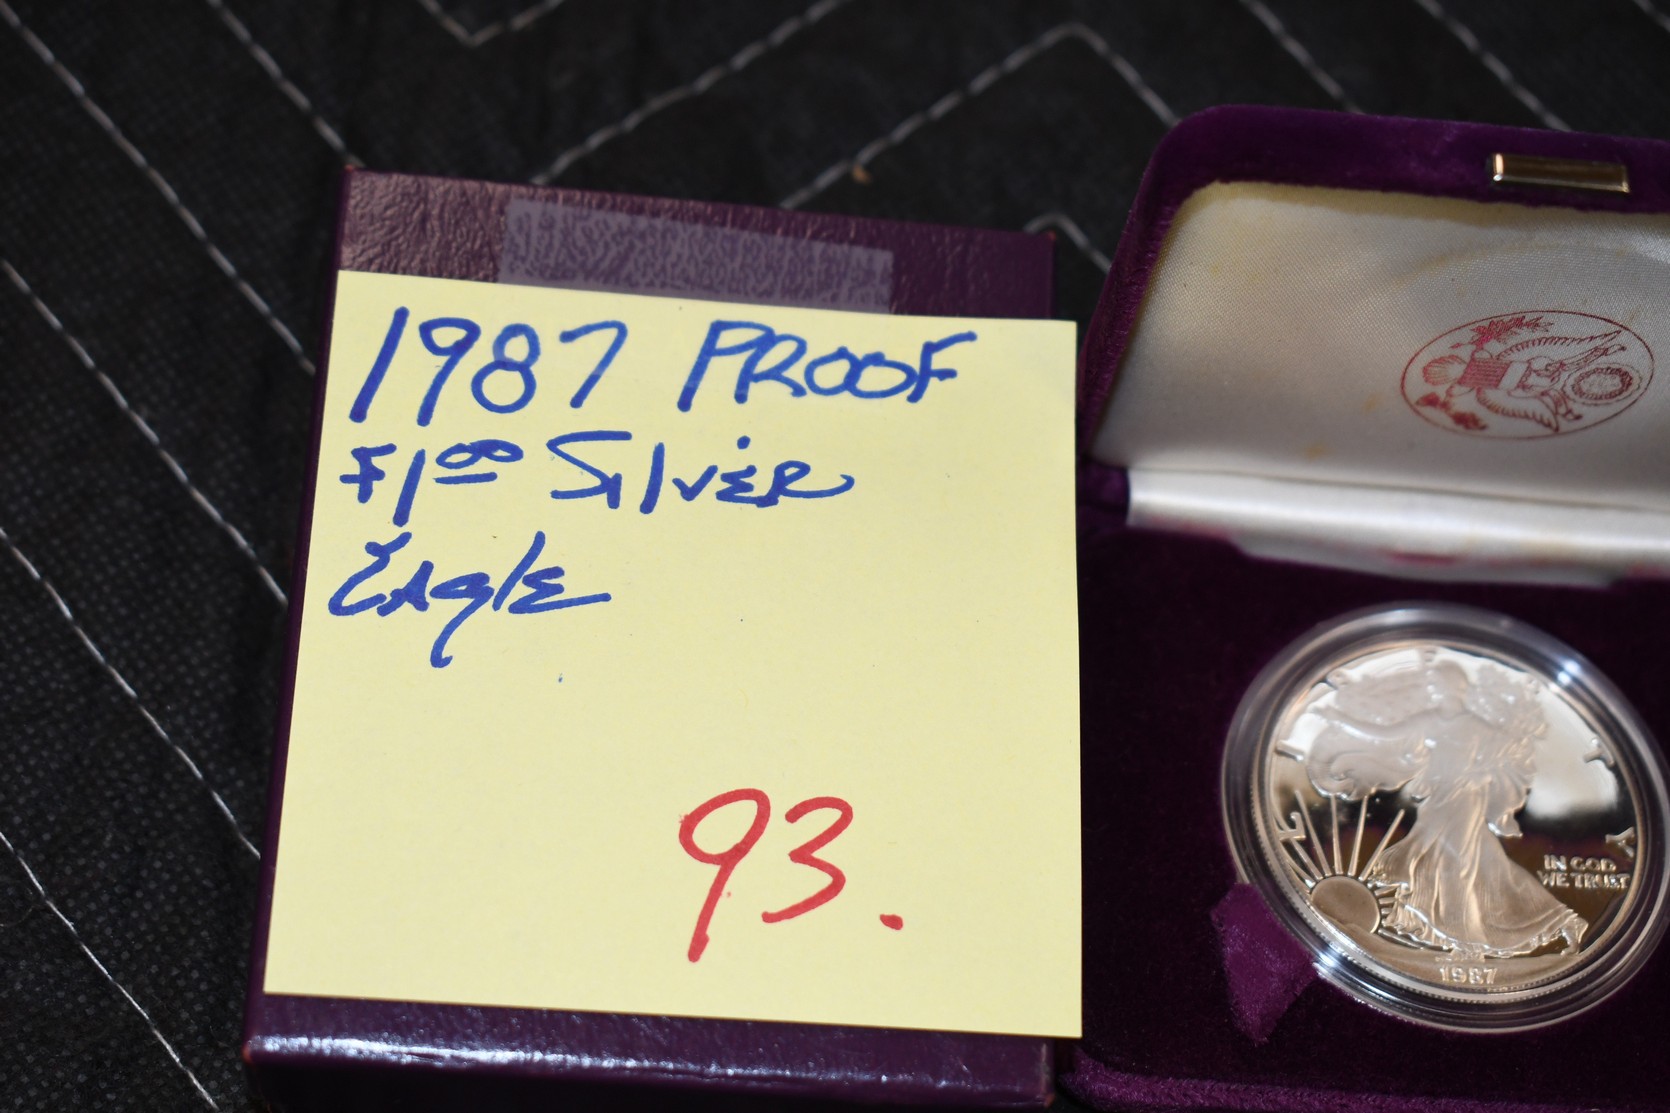 1987 PROOF
$1.00 Silver
Eagle
93.
L
T
Y
IN GOD
WE TRUST
1987